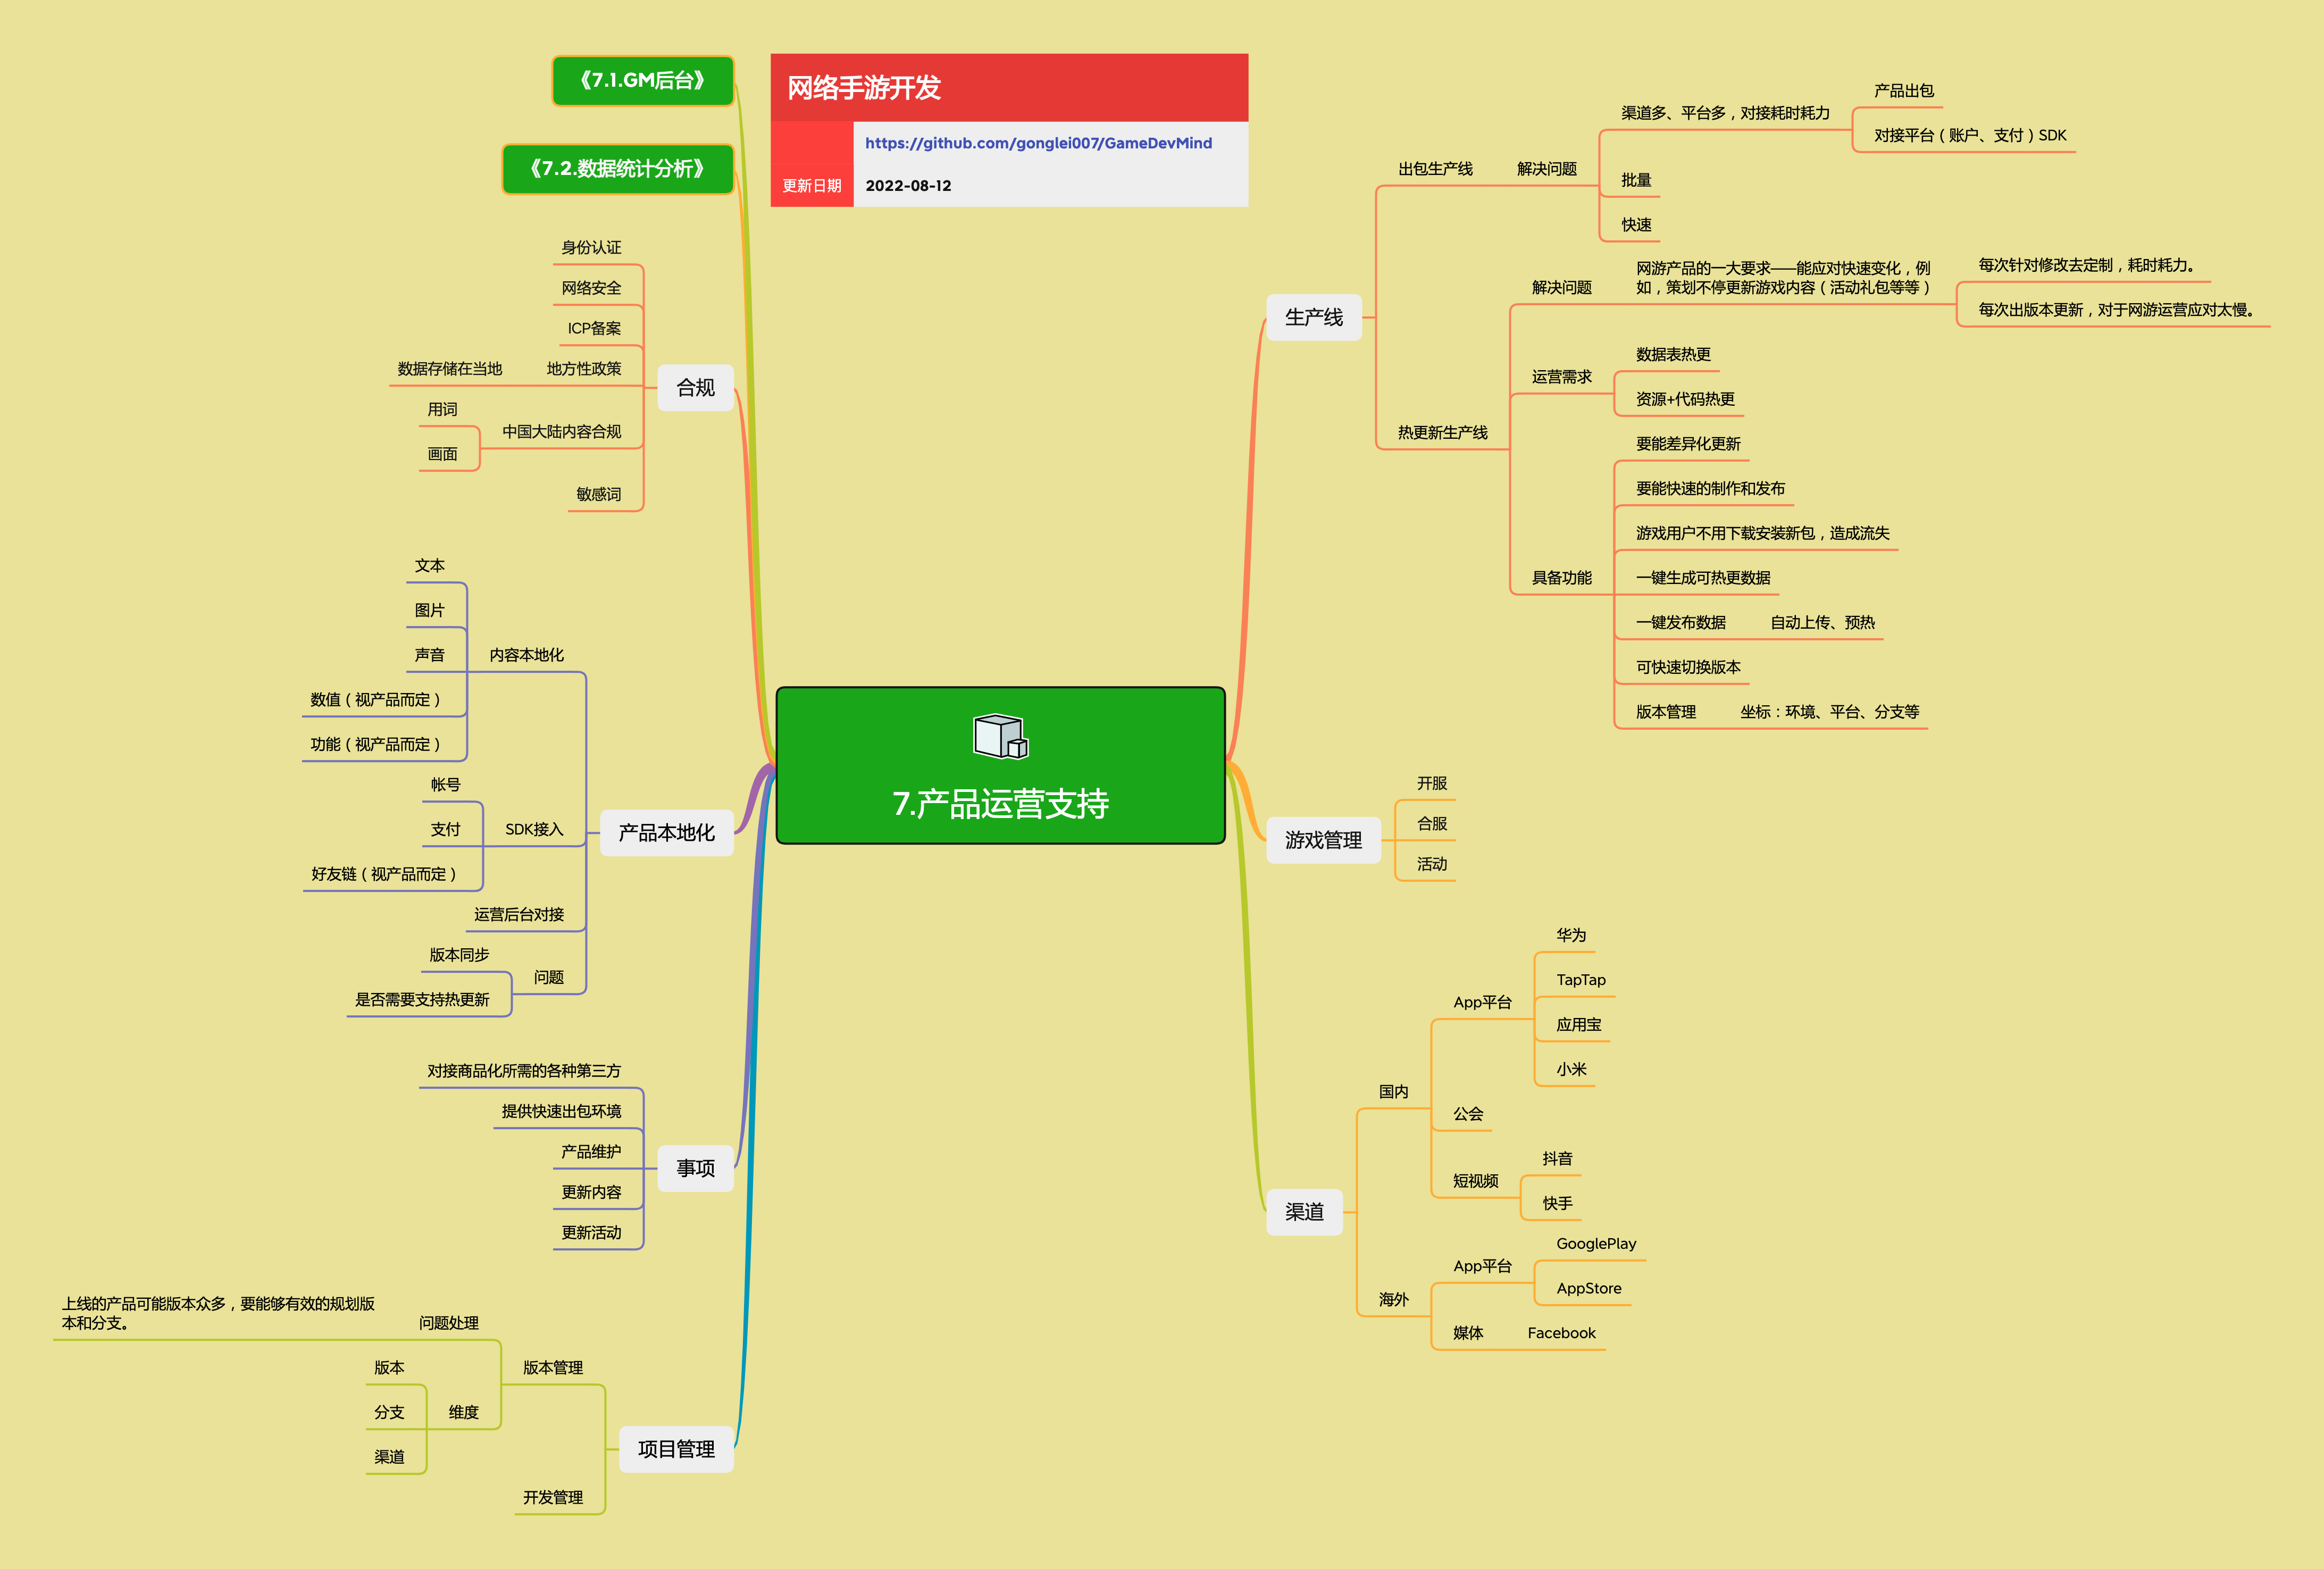 网络手游开发
https://github.com/gonglei007/GameDevMind
更新日期
2022-08-12
7.产品运营支持
《7.1.GM后台》
《7.2.数据统计分析》
合规
身份认证
网络安全
ICP备案
地方性政策
数据存储在当地
中国大陆内容合规
用词
画面
敏感词
产品本地化
内容本地化
文本
图片
声音
数值（视产品而定）
功能（视产品而定）
SDK接入
帐号
支付
好友链（视产品而定）
运营后台对接
问题
版本同步
是否需要支持热更新
事项
对接商品化所需的各种第三方
提供快速出包环境
产品维护
更新内容
更新活动
项目管理
版本管理
问题处理
上线的产品可能版本众多，要能够有效的规划版
本和分支。
维度
版本
分支
渠道
开发管理
生产线
出包生产线
解决问题
渠道多、平台多，对接耗时耗力
产品出包
对接平台（账户、支付）SDK
批量
快速
热更新生产线
解决问题
网游产品的一大要求——能应对快速变化，例
如，策划不停更新游戏内容（活动礼包等等）
每次针对修改去定制，耗时耗力。
每次出版本更新，对于网游运营应对太慢。
运营需求
数据表热更
资源+代码热更
具备功能
要能差异化更新
要能快速的制作和发布
游戏用户不用下载安装新包，造成流失
一键生成可热更数据
一键发布数据
自动上传、预热
可快速切换版本
版本管理
坐标：环境、平台、分支等
游戏管理
开服
合服
活动
渠道
国内
App平台
华为
TapTap
应用宝
小米
公会
短视频
抖音
快手
海外
App平台
GooglePlay
AppStore
媒体
Facebook